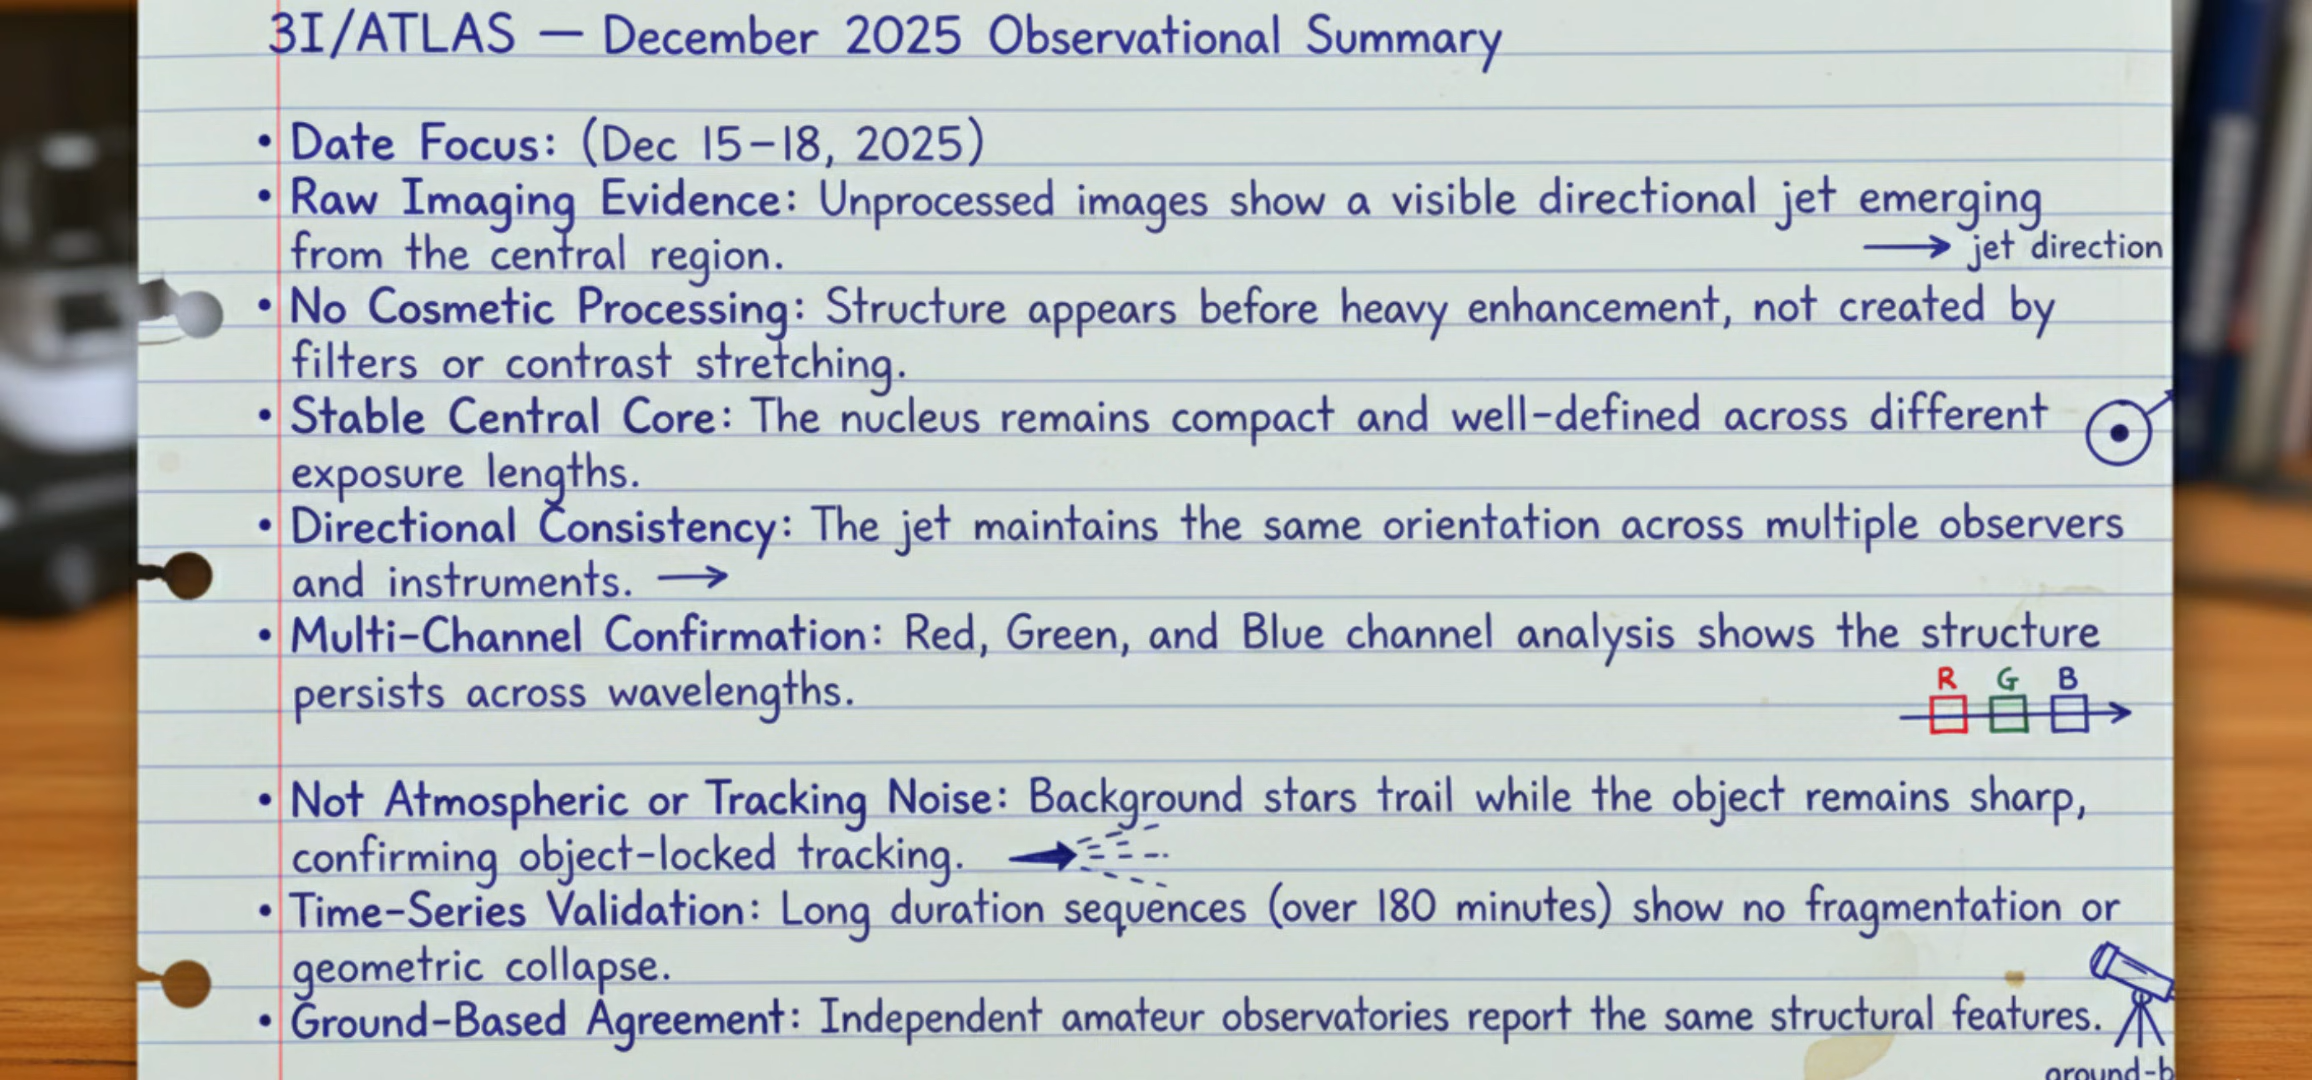 3I/ATLAS — December 2025 Observational Summary
• Date Focus: (Dec 15–18, 2025)
• Raw Imaging Evidence: Unprocessed images show a visible directional jet emerging
from the central region.
→ jet direction
• No Cosmetic Processing: Structure appears before heavy enhancement, not created by
filters or contrast stretching.
• Stable Central Core: The nucleus remains compact and well-defined across different
exposure lengths.
• Directional Consistency: The jet maintains the same orientation across multiple observers
and instruments. →
• Multi-Channel Confirmation: Red, Green, and Blue channel analysis shows the structure
persists across wavelengths.
R G B
• Not Atmospheric or Tracking Noise: Background stars trail while the object remains sharp,
confirming object-locked tracking.
• Time-Series Validation: Long duration sequences (over 180 minutes) show no fragmentation or
geometric collapse.
• Ground-Based Agreement: Independent amateur observatories report the same structural features.
ground-b